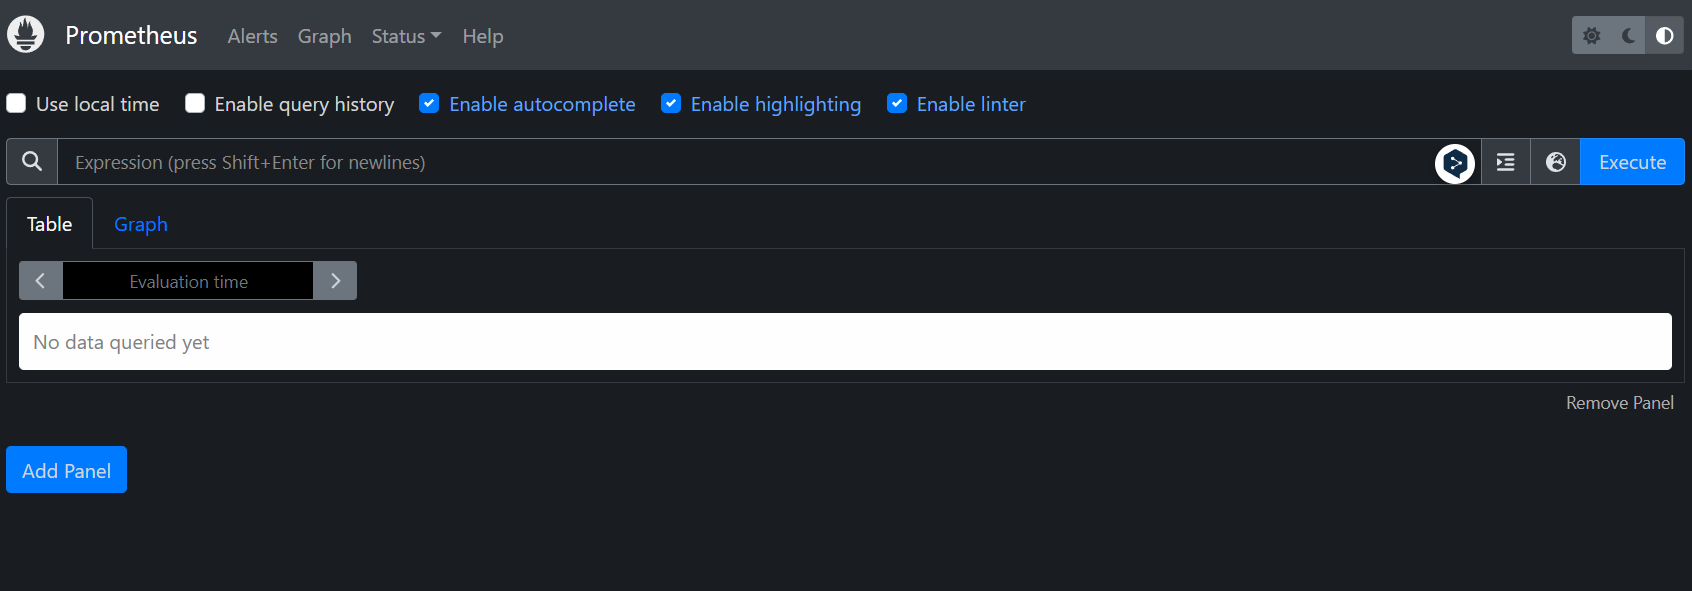 Prometheus Alerts Graph Status Help
Use local time Enable query history Enable autocomplete Enable highlighting Enable linter
Expression (press Shift+Enter for newlines) Execute
Table Graph
Evaluation time
No data queried yet
Remove Panel
Add Panel